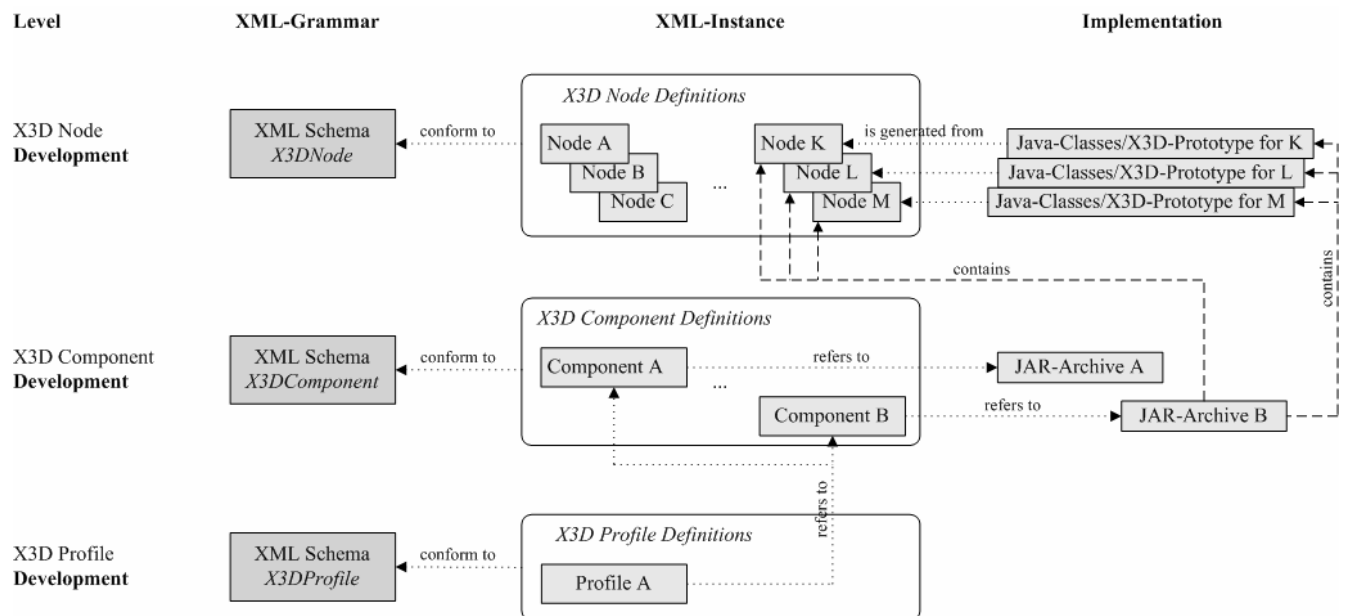 Level
XML-Grammar
XML-Instance
Implementation
X3D Node Definitions
X3D Node
Development
XML Schema
X3DNode
conform to
Node A
Node B
Node C
...
Node K
Node L
Node M
is generated from
Java-Classes/X3D-Prototype for K
Java-Classes/X3D-Prototype for L
Java-Classes/X3D-Prototype for M
contains
contains
X3D Component Definitions
X3D Component
Development
XML Schema
X3DComponent
conform to
Component A
...
Component B
refers to
JAR-Archive A
refers to
JAR-Archive B
refers to
X3D Profile Definitions
X3D Profile
Development
XML Schema
X3DProfile
conform to
Profile A